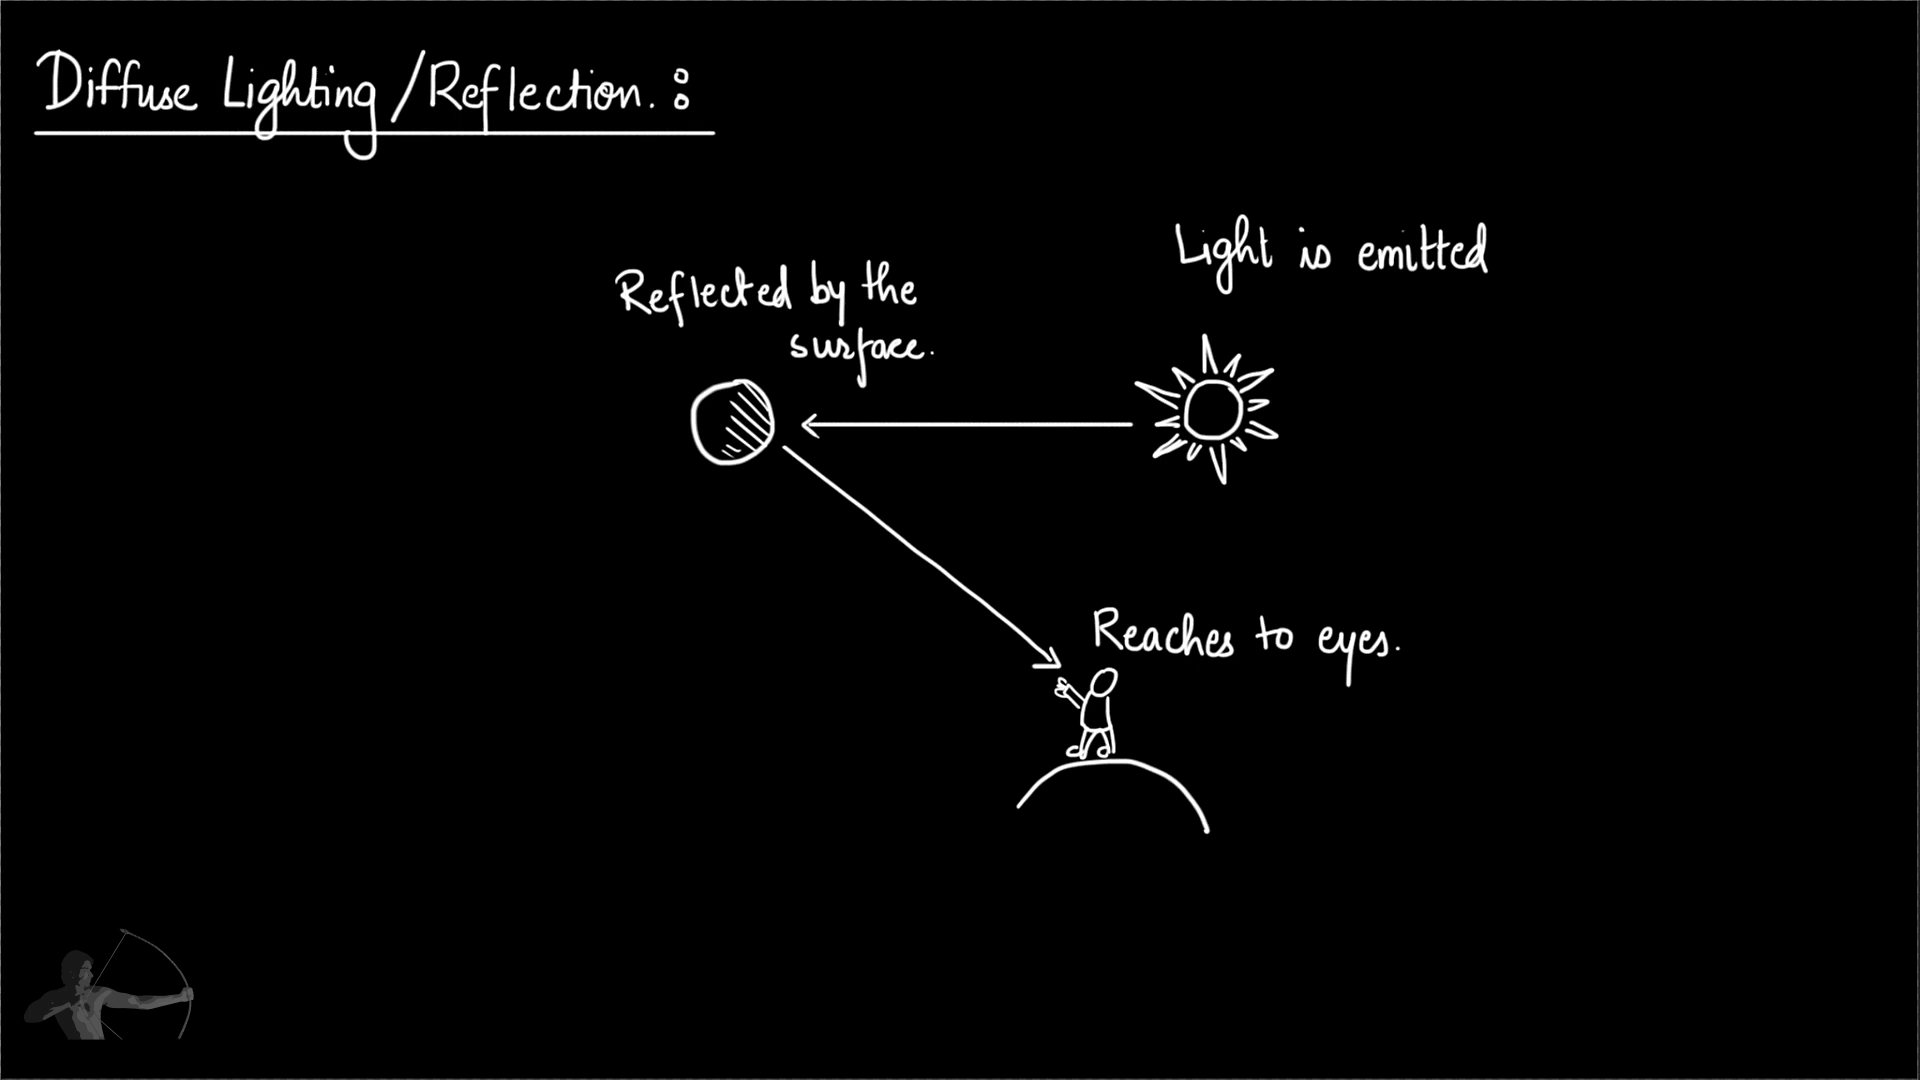 Diffuse Lighting/Reflection. :
Light is emitted
Reflected by the
surface.
Reaches to eyes.